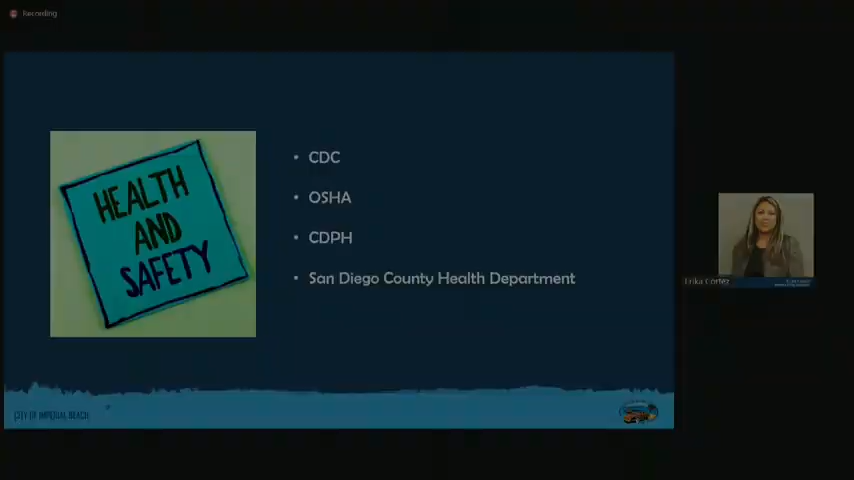 Recording
HEALTH
AND
SAFETY
• CDC
• OSHA
• CDPH
• San Diego County Health Department
Erika Cortez
CITY OF IMPERIAL BEACH